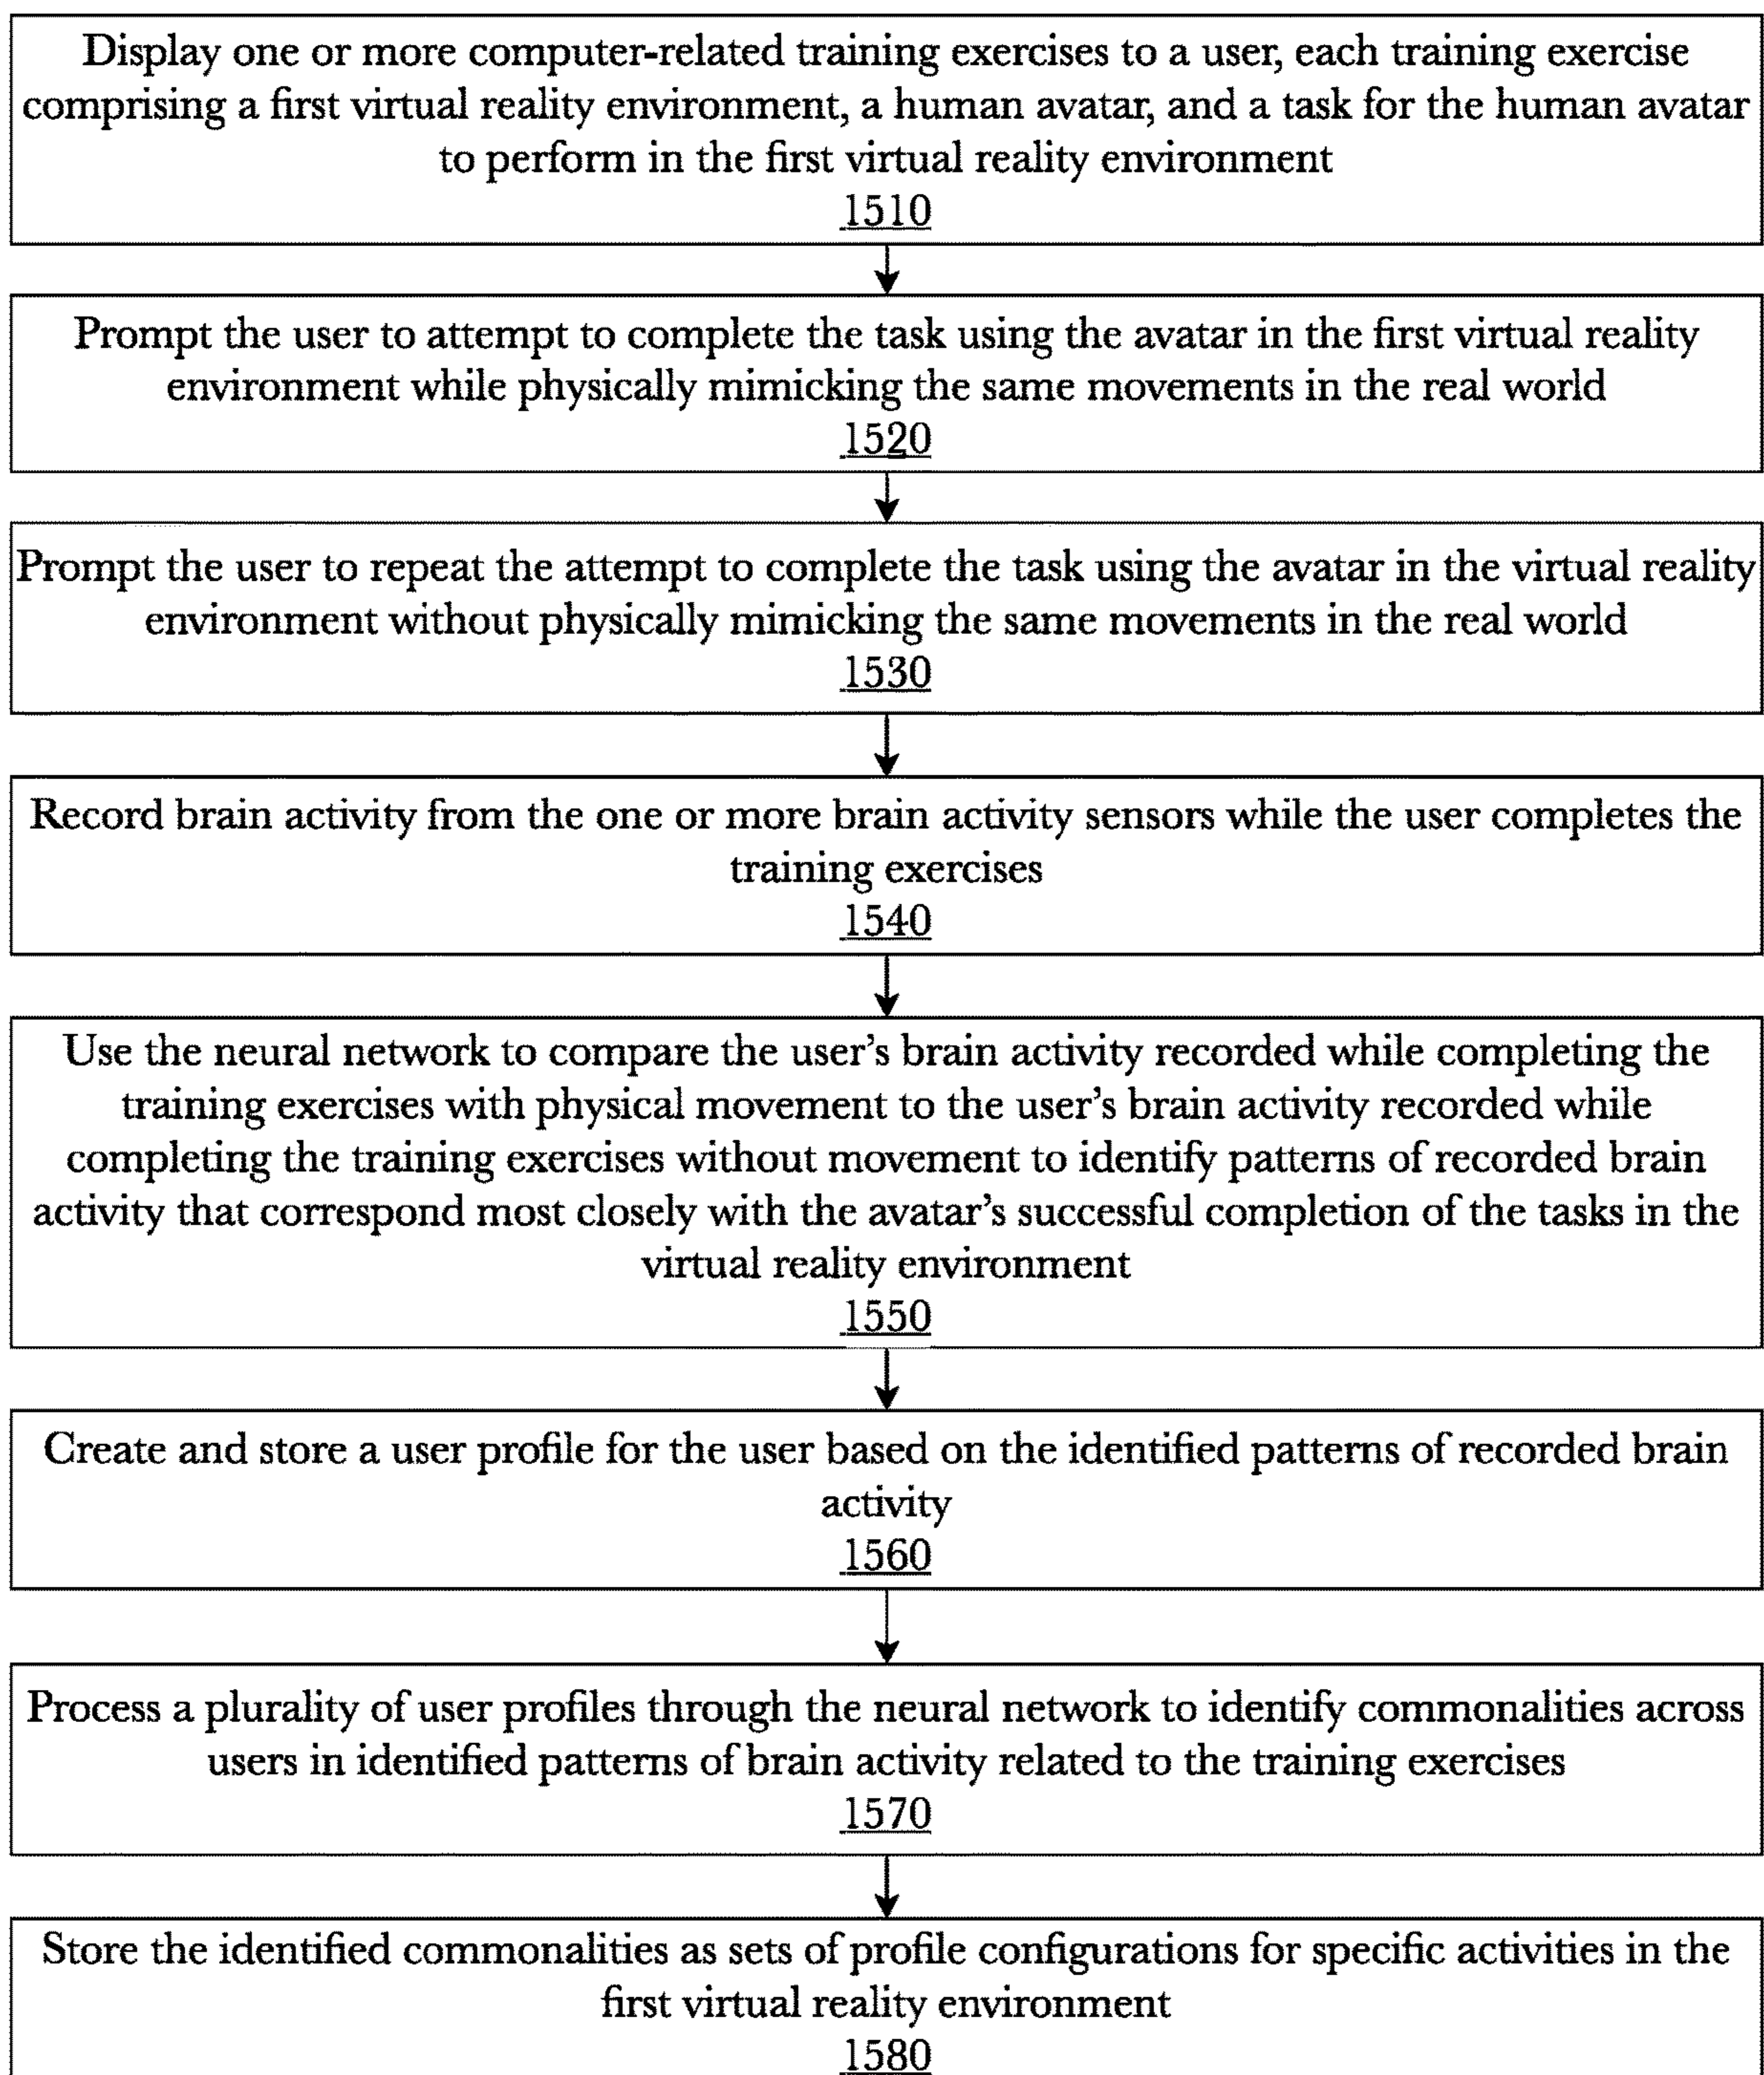 Display one or more computer-related training exercises to a user, each training exercise
comprising a first virtual reality environment, a human avatar, and a task for the human avatar
to perform in the first virtual reality environment
1510
Prompt the user to attempt to complete the task using the avatar in the first virtual reality
environment while physically mimicking the same movements in the real world
1520
Prompt the user to repeat the attempt to complete the task using the avatar in the virtual reality
environment without physically mimicking the same movements in the real world
1530
Record brain activity from the one or more brain activity sensors while the user completes the
training exercises
1540
Use the neural network to compare the user’s brain activity recorded while completing the
training exercises with physical movement to the user’s brain activity recorded while
completing the training exercises without movement to identify patterns of recorded brain
activity that correspond most closely with the avatar’s successful completion of the tasks in the
virtual reality environment
1550
Create and store a user profile for the user based on the identified patterns of recorded brain
activity
1560
Process a plurality of user profiles through the neural network to identify commonalities across
users in identified patterns of brain activity related to the training exercises
1570
Store the identified commonalities as sets of profile configurations for specific activities in the
first virtual reality environment
1580